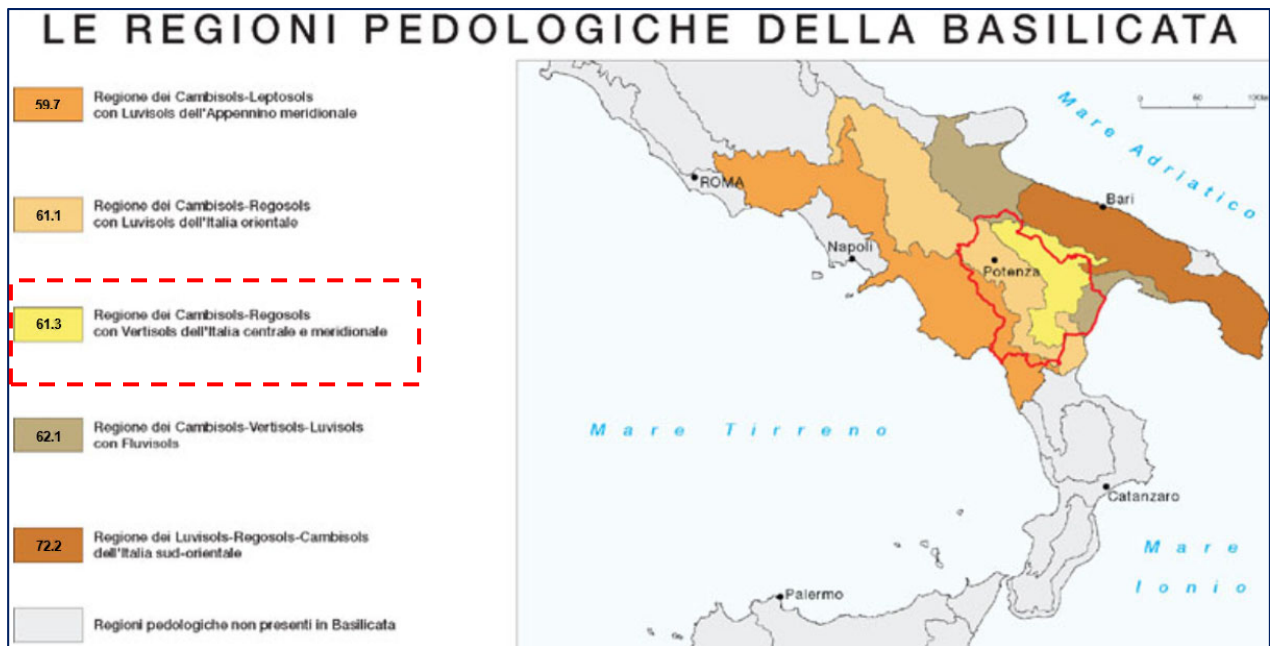 LE REGIONI PEDOLOGICHE DELLA BASILICATA
59.7
Regione dei Cambisols-Leptosols
con Luvisols dell'Appennino meridionale
61.1
Regione dei Cambisols-Regosols
con Luvisols dell'Italia orientale
61.3
Regione dei Cambisols-Regosols
con Vertisols dell'Italia centrale e meridionale
62.1
Regione dei Cambisols-Vertisols-Luvisols
con Fluvisols
72.2
Regione dei Luvisols-Regosols-Cambisols
dell'Italia sud-orientale
Regioni pedologiche non presenti in Basilicata
Mare Adriatico
ROMA
Bari
Napoli
Potenza
Mare Tirreno
Catanzaro
Mare
Ionio
Palermo